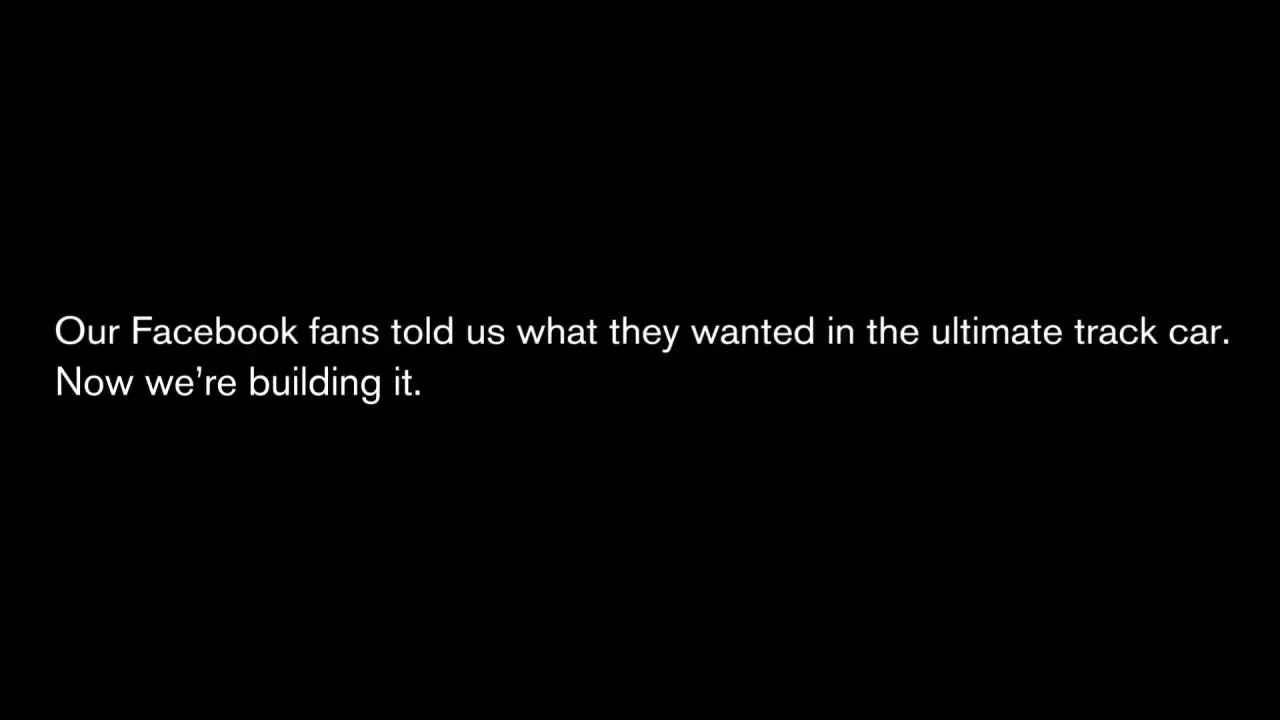 Our Facebook fans told us what they wanted in the ultimate track car.
Now we’re building it.